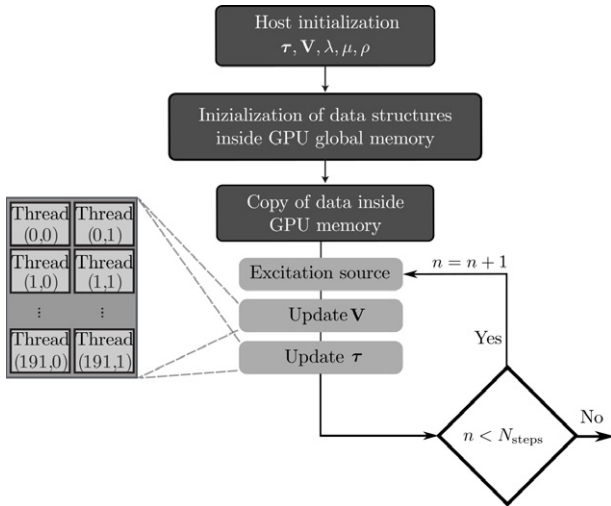 Host initialization
τ, V, λ, μ, ρ
Inizialization of data structures
inside GPU global memory
Copy of data inside
GPU memory
Thread Thread
(0,0) (0,1)
Thread Thread
(1,0) (1,1)
⋮ ⋮
Thread Thread
(191,0) (191,1)
Excitation source
n = n + 1
Update V
Update τ
Yes
n < N_steps
No